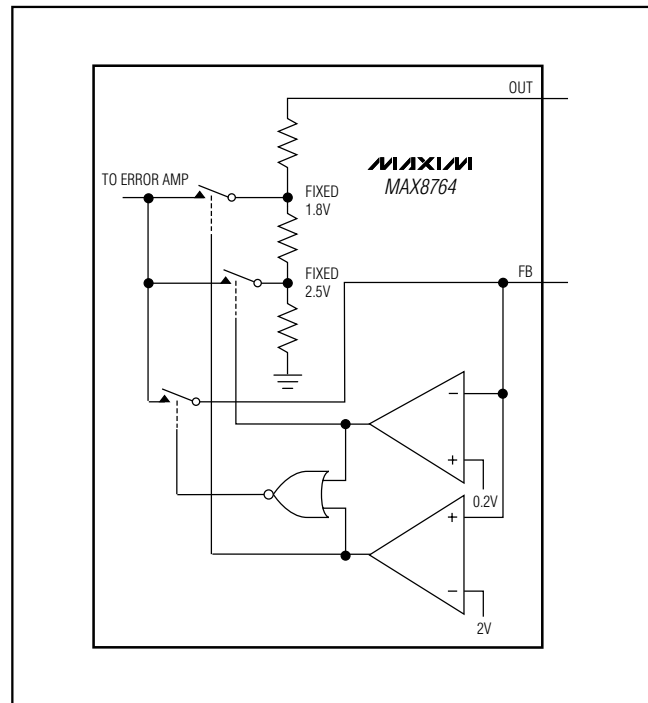 OUT
MAXIM
MAX8764
TO ERROR AMP
FIXED
1.8V
FIXED
2.5V
FB
−
+
0.2V
+
−
2V